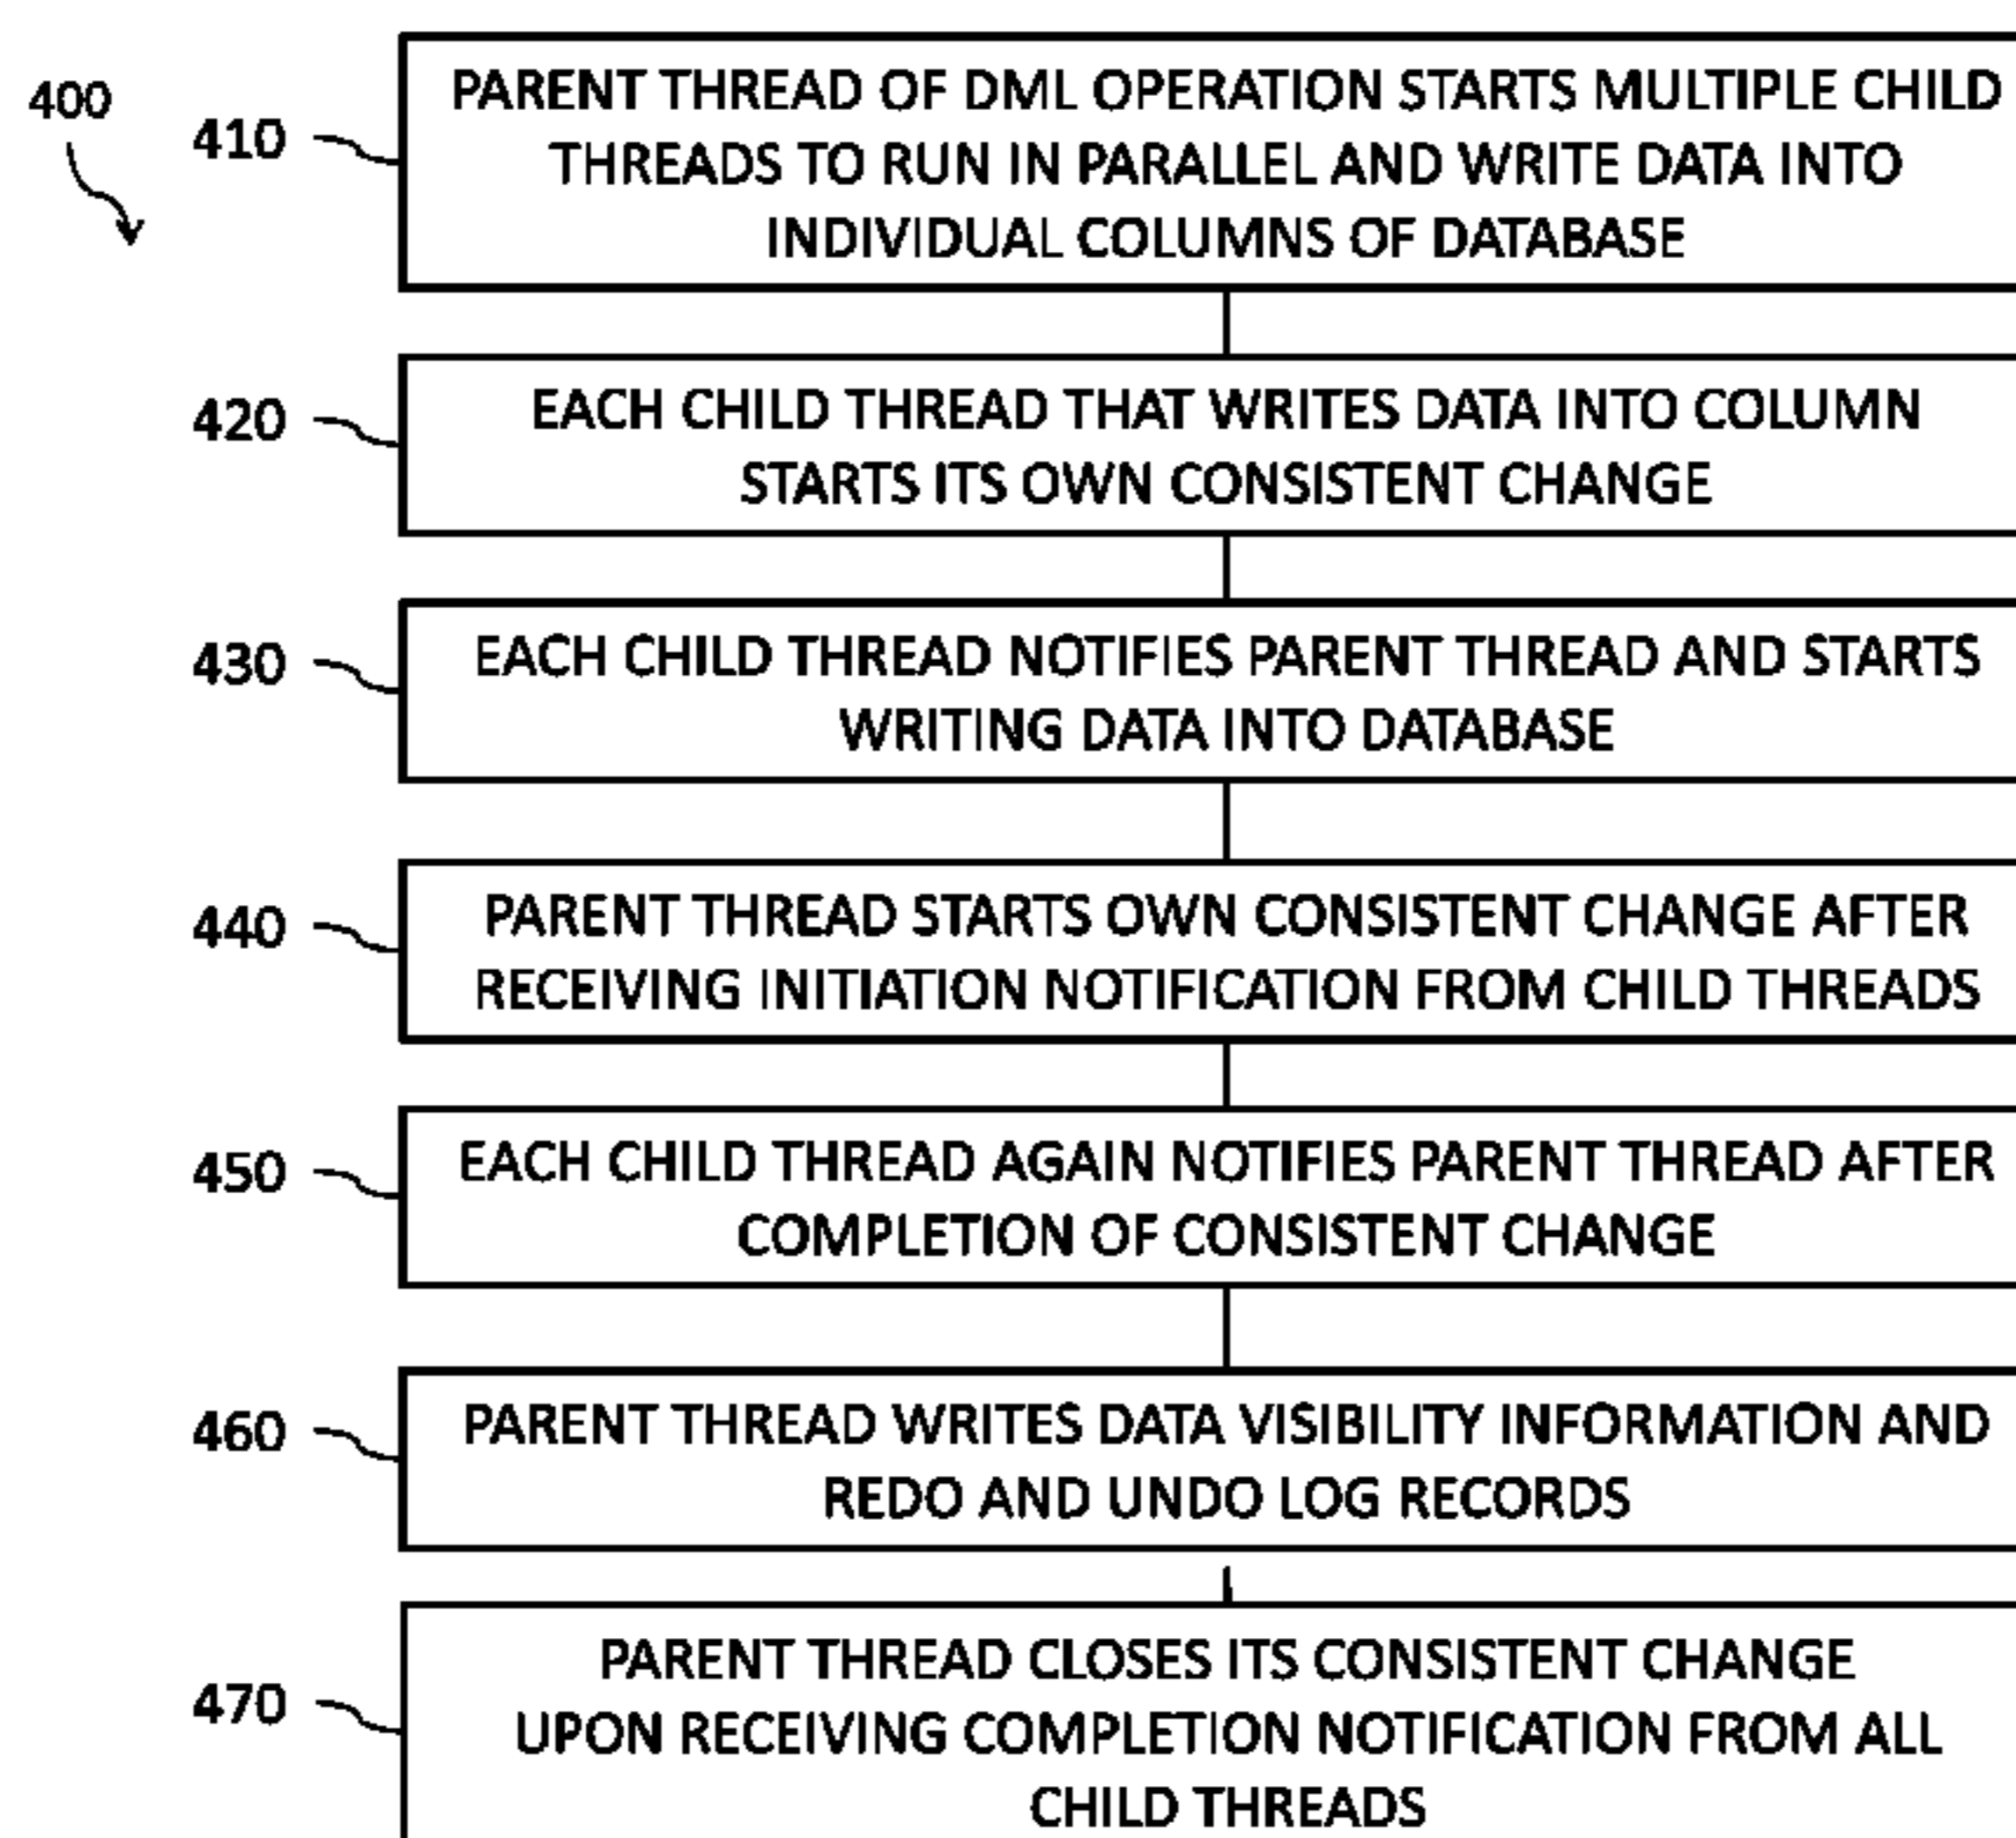 400
410
PARENT THREAD OF DML OPERATION STARTS MULTIPLE CHILD
THREADS TO RUN IN PARALLEL AND WRITE DATA INTO
INDIVIDUAL COLUMNS OF DATABASE
420
EACH CHILD THREAD THAT WRITES DATA INTO COLUMN
STARTS ITS OWN CONSISTENT CHANGE
430
EACH CHILD THREAD NOTIFIES PARENT THREAD AND STARTS
WRITING DATA INTO DATABASE
440
PARENT THREAD STARTS OWN CONSISTENT CHANGE AFTER
RECEIVING INITIATION NOTIFICATION FROM CHILD THREADS
450
EACH CHILD THREAD AGAIN NOTIFIES PARENT THREAD AFTER
COMPLETION OF CONSISTENT CHANGE
460
PARENT THREAD WRITES DATA VISIBILITY INFORMATION AND
REDO AND UNDO LOG RECORDS
470
PARENT THREAD CLOSES ITS CONSISTENT CHANGE
UPON RECEIVING COMPLETION NOTIFICATION FROM ALL
CHILD THREADS